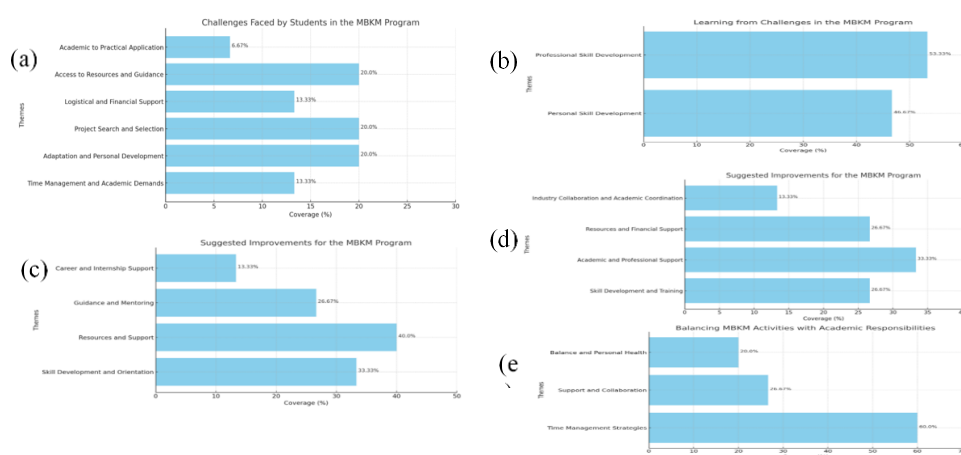 (a)
Challenges Faced by Students in the MBKM Program
Themes
Academic to Practical Application
6.67%
Access to Resources and Guidance
20.0%
Logistical and Financial Support
13.33%
Project Search and Selection
20.0%
Adaptation and Personal Development
20.0%
Time Management and Academic Demands
13.33%
0 5 10 15 20 25 30
Coverage (%)
(b)
Learning from Challenges in the MBKM Program
Themes
Professional Skill Development
53.33%
Personal Skill Development
46.67%
0 10 20 30 40 50
Coverage (%)
(c)
Suggested Improvements for the MBKM Program
Themes
Career and Internship Support
13.33%
Guidance and Mentoring
26.67%
Resources and Support
40.0%
Skill Development and Orientation
33.33%
0 10 20 30 40 50
Coverage (%)
(d)
Suggested Improvements for the MBKM Program
Themes
Industry Collaboration and Academic Coordination
Resources and Financial Support
26.67%
Academic and Professional Support
33.33%
Skill Development and Training
26.67%
0 5 10 15 20 25 30 35
Coverage (%)
(e
Balancing MBKM Activities with Academic Responsibilities
Themes
Balance and Personal Health
20.0%
Support and Collaboration
26.67%
Time Management Strategies
60.0%
0 10 20 30 40 50 60